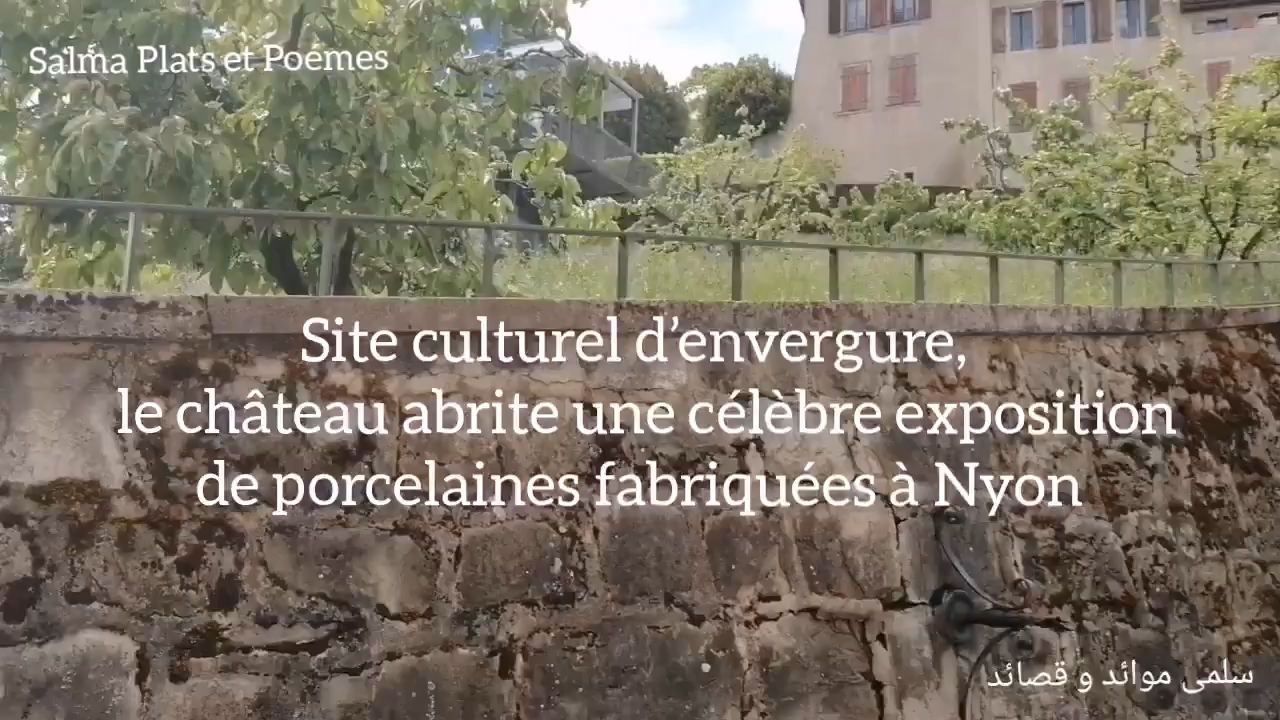 Salma Plats et Poémes
Site culturel d’envergure,
le château abrite une célèbre exposition
de porcelaines fabriquées à Nyon
سلمى موائد و قصائد